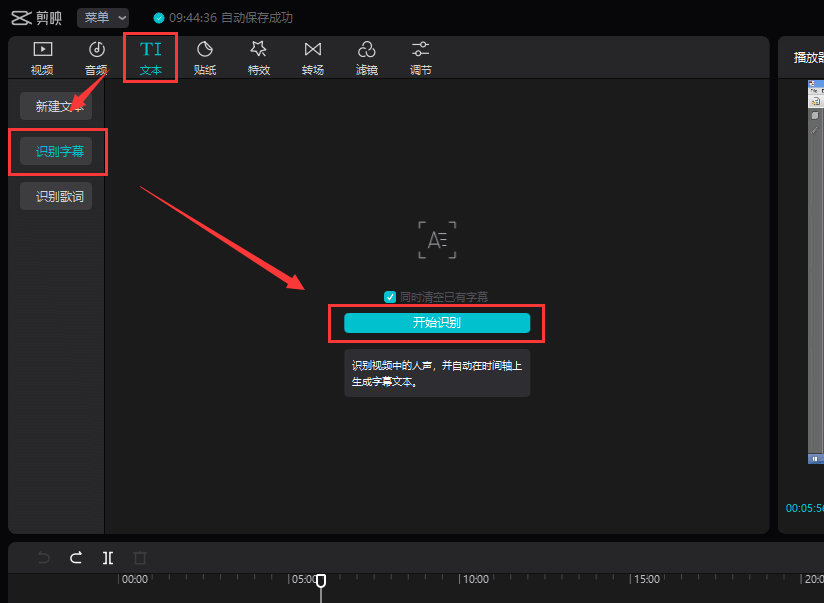 剪映 菜单 09:44:36 自动保存成功
视频 音频 TI 文本 贴纸 特效 转场 滤镜 调节
播放器
新建文本
识别字幕
识别歌词
同时清空已有字幕
开始识别
识别视频中的人声，并自动在时间轴上
生成字幕文本。
00:05:56
00:00 05:00 10:00 15:00 20:0